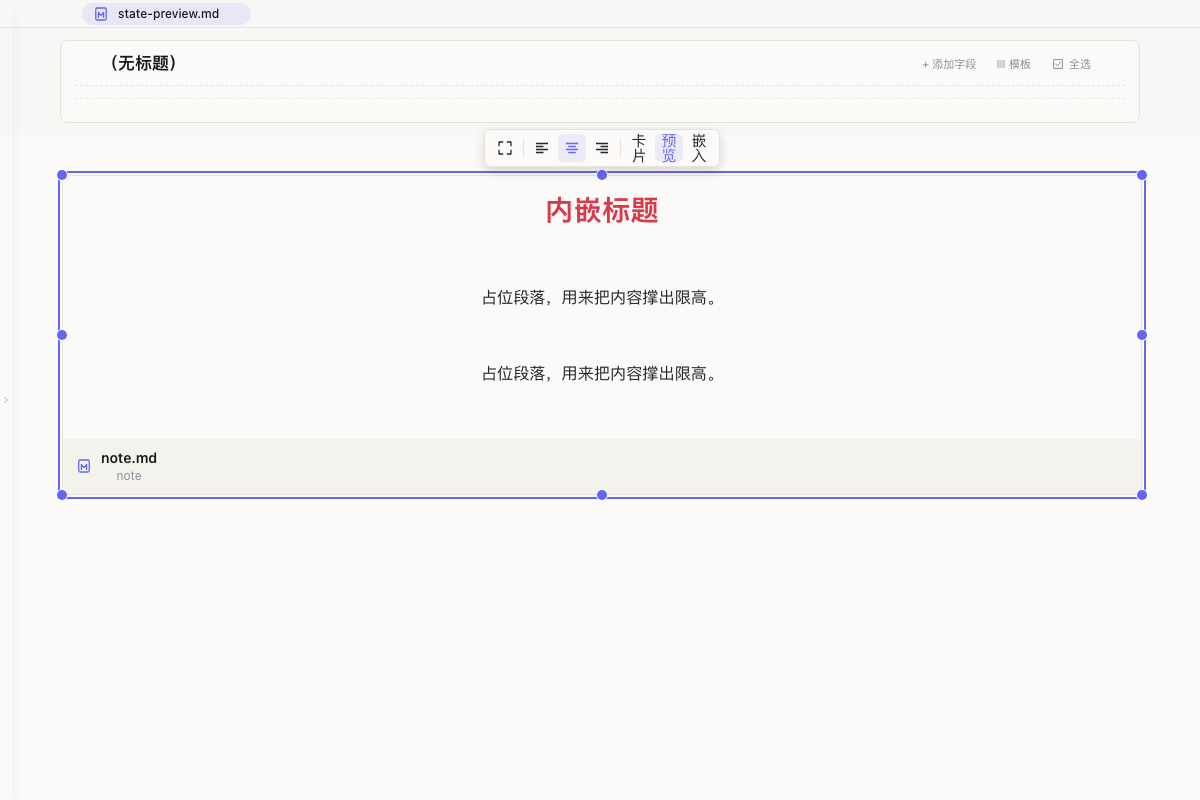 state-preview.md
（无标题）
+ 添加字段 模板 全选
卡片 预览 嵌入
内嵌标题
占位段落，用来把内容撑出限高。
占位段落，用来把内容撑出限高。
note.md
note